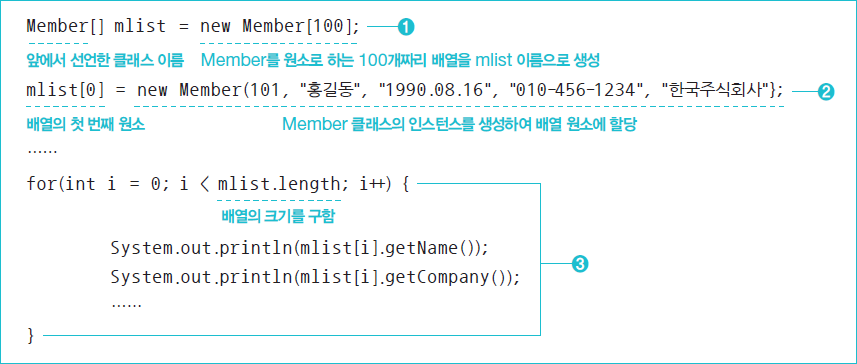 Member[] mlist = new Member[100]; ❶
앞에서 선언한 클래스 이름 Member를 원소로 하는 100개짜리 배열을 mlist 이름으로 생성
mlist[0] = new Member(101, "홍길동", "1990.08.16", "010-456-1234", "한국주식회사"}; ❷
배열의 첫 번째 원소 Member 클래스의 인스턴스를 생성하여 배열 원소에 할당
……
for(int i = 0; i < mlist.length; i++) {
배열의 크기를 구함
System.out.println(mlist[i].getName());
System.out.println(mlist[i].getCompany()); ❸
……
}